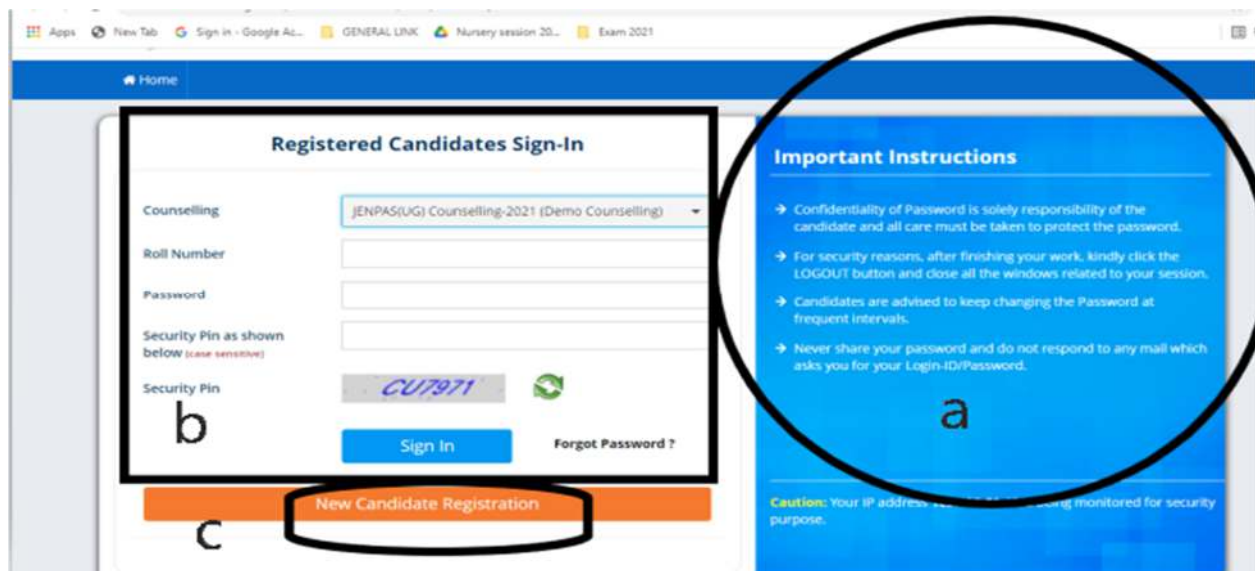 Apps New Tab Sign in - Google Ac... GENERAL LINK Nursery session 20... Exam 2021
Home
Registered Candidates Sign-In
Counselling
JENPAS(UG) Counselling-2021 (Demo Counselling)
Roll Number
Password
Security Pin as shown
below (case sensitive)
Security Pin
CU7971
b
Sign In Forgot Password ?
New Candidate Registration
c
Important Instructions
→ Confidentiality of Password is solely responsibility of the
candidate and all care must be taken to protect the password.
→ For security reasons, after finishing your work, kindly click the
LOGOUT button and close all the windows related to your session.
→ Candidates are advised to keep changing the Password at
frequent intervals.
→ Never share your password and do not respond to any mail which
asks you for your Login-ID/Password.
a
Caution: Your IP address being monitored for security
purpose.